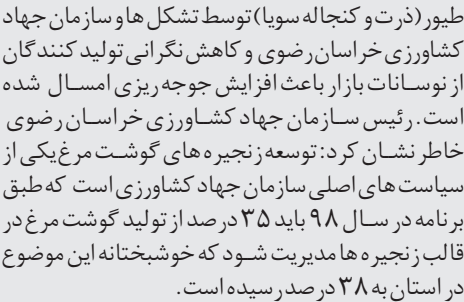 طیور(ذرت و کنجاله سویا) توسط تشکل ها و سازمان جهاد
کشاورزی خراسان رضوی و کاهش نگرانی تولید کنندگان
از نوسانات بازار باعث افزایش جوجه ریزی امسال شده
است. رئیس سازمان جهاد کشاورزی خراسان رضوی
خاطر نشان کرد: توسعه زنجیره های گوشت مرغ یکی از
سیاست های اصلی سازمان جهاد کشاورزی است که طبق
برنامه در سال ۹۸ باید ۳۵ درصد از تولید گوشت مرغ در
قالب زنجیره ها مدیریت شود که خوشبختانه این موضوع
در استان به ۳۸ درصد رسیده است.